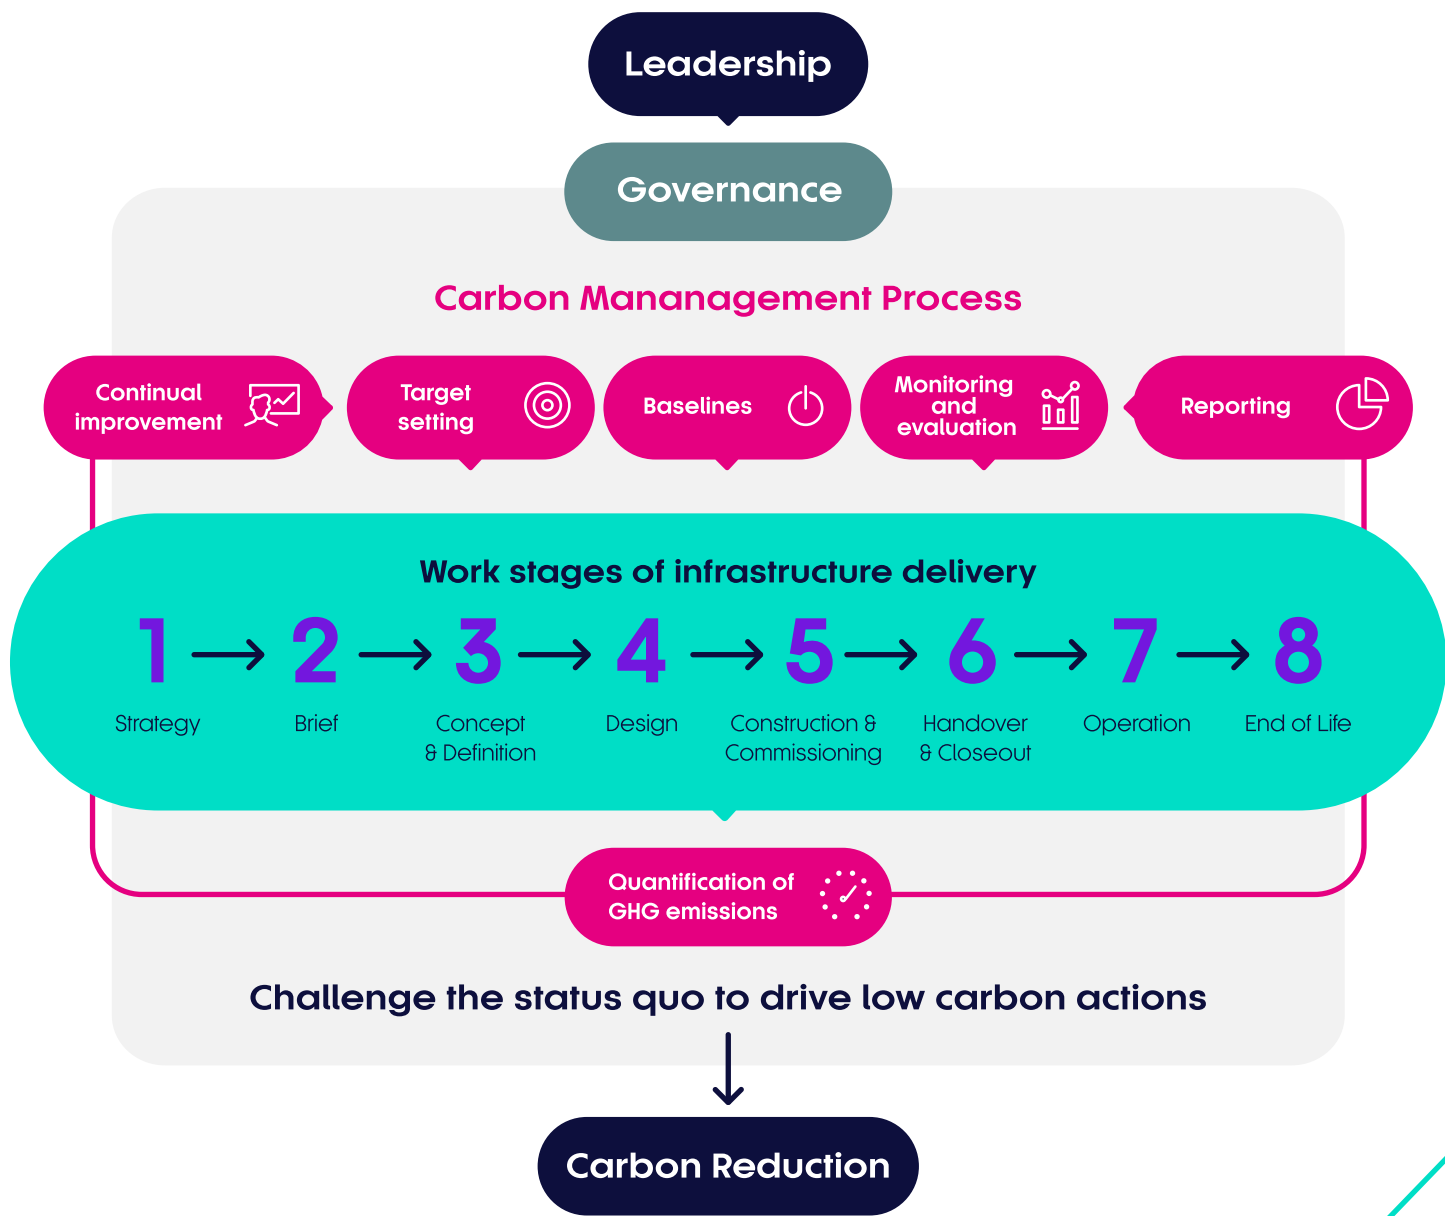 Leadership
Governance
Carbon Mananagement Process
Continual
improvement
Target
setting
Baselines
Monitoring
and
evaluation
Reporting
Work stages of infrastructure delivery
1 2 3 4 5 6 7 8
Strategy
Brief
Concept
& Definition
Design
Construction &
Commissioning
Handover
& Closeout
Operation
End of Life
Quantification of
GHG emissions
Challenge the status quo to drive low carbon actions
Carbon Reduction